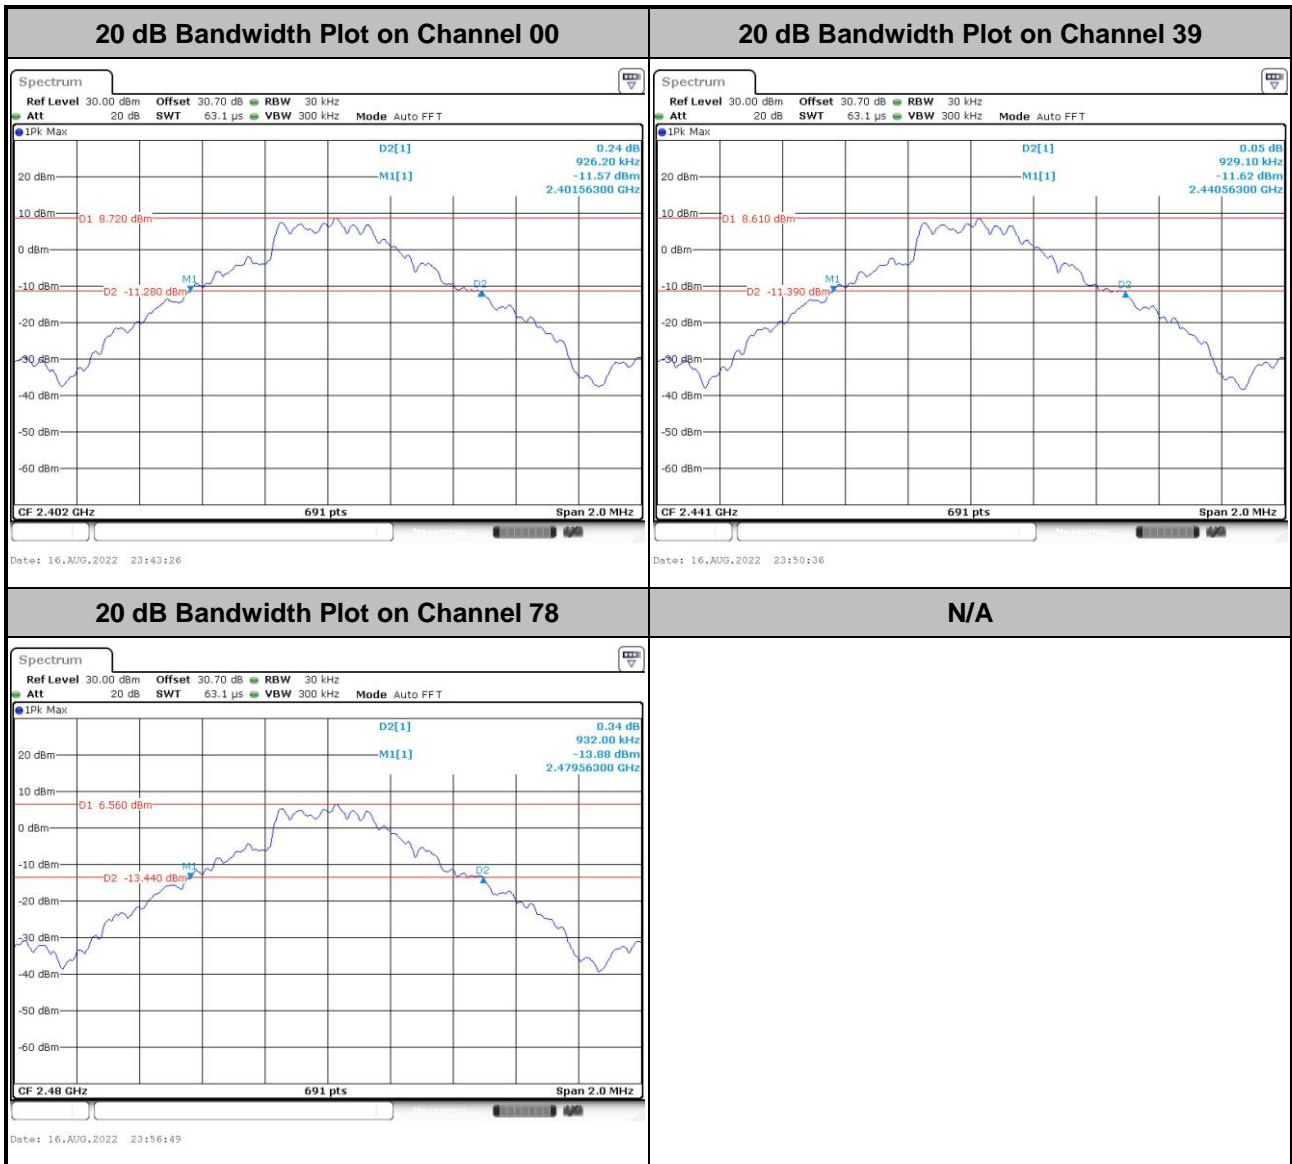 20 dB Bandwidth Plot on Channel 00
20 dB Bandwidth Plot on Channel 39
Spectrum
Ref Level 30.00 dBm Offset 30.70 dB RBW 30 kHz
Att 20 dB SWT 63.1 µs VBW 300 kHz Mode Auto FFT
1Pk Max
D2[1] 0.24 dB
926.20 kHz
M1[1] -11.57 dBm
2.40156300 GHz
20 dBm
10 dBm
D1 8.720 dBm
0 dBm
M1
D2
-10 dBm
D2 -11.280 dBm
-20 dBm
-30 dBm
-40 dBm
-50 dBm
-60 dBm
CF 2.402 GHz 691 pts Span 2.0 MHz
Date: 16.AUG.2022 23:43:26
Spectrum
Ref Level 30.00 dBm Offset 30.70 dB RBW 30 kHz
Att 20 dB SWT 63.1 µs VBW 300 kHz Mode Auto FFT
1Pk Max
D2[1] 0.05 dB
929.10 kHz
M1[1] -11.62 dBm
2.44056300 GHz
20 dBm
10 dBm
D1 8.610 dBm
0 dBm
M1
D2
-10 dBm
D2 -11.390 dBm
-20 dBm
-30 dBm
-40 dBm
-50 dBm
-60 dBm
CF 2.441 GHz 691 pts Span 2.0 MHz
Date: 16.AUG.2022 23:50:36
20 dB Bandwidth Plot on Channel 78
N/A
Spectrum
Ref Level 30.00 dBm Offset 30.70 dB RBW 30 kHz
Att 20 dB SWT 63.1 µs VBW 300 kHz Mode Auto FFT
1Pk Max
D2[1] 0.34 dB
932.00 kHz
M1[1] -13.88 dBm
2.47956300 GHz
20 dBm
10 dBm
D1 6.560 dBm
0 dBm
-10 dBm
M1
D2
D2 -13.440 dBm
-20 dBm
-30 dBm
-40 dBm
-50 dBm
-60 dBm
CF 2.48 GHz 691 pts Span 2.0 MHz
Date: 16.AUG.2022 23:56:49